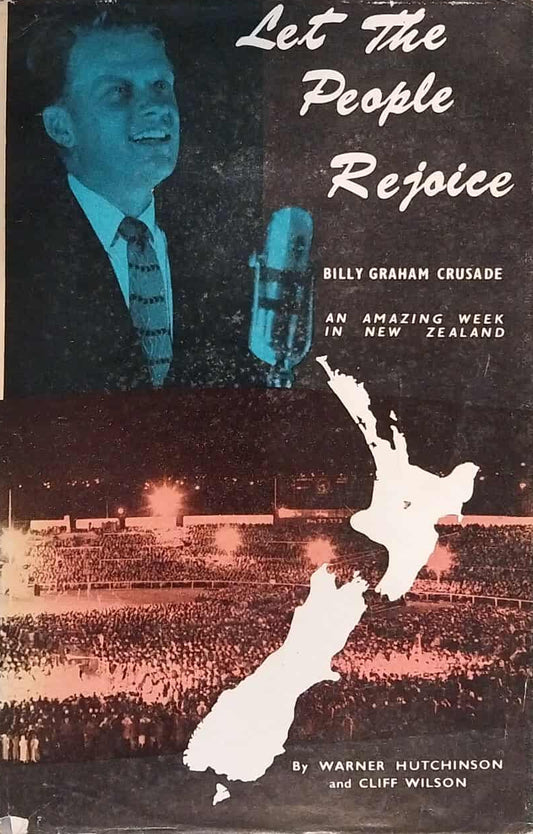 Let The
People
Rejoice
BILLY GRAHAM CRUSADE
AN AMAZING WEEK
IN NEW ZEALAND
By WARNER HUTCHINSON
and CLIFF WILSON